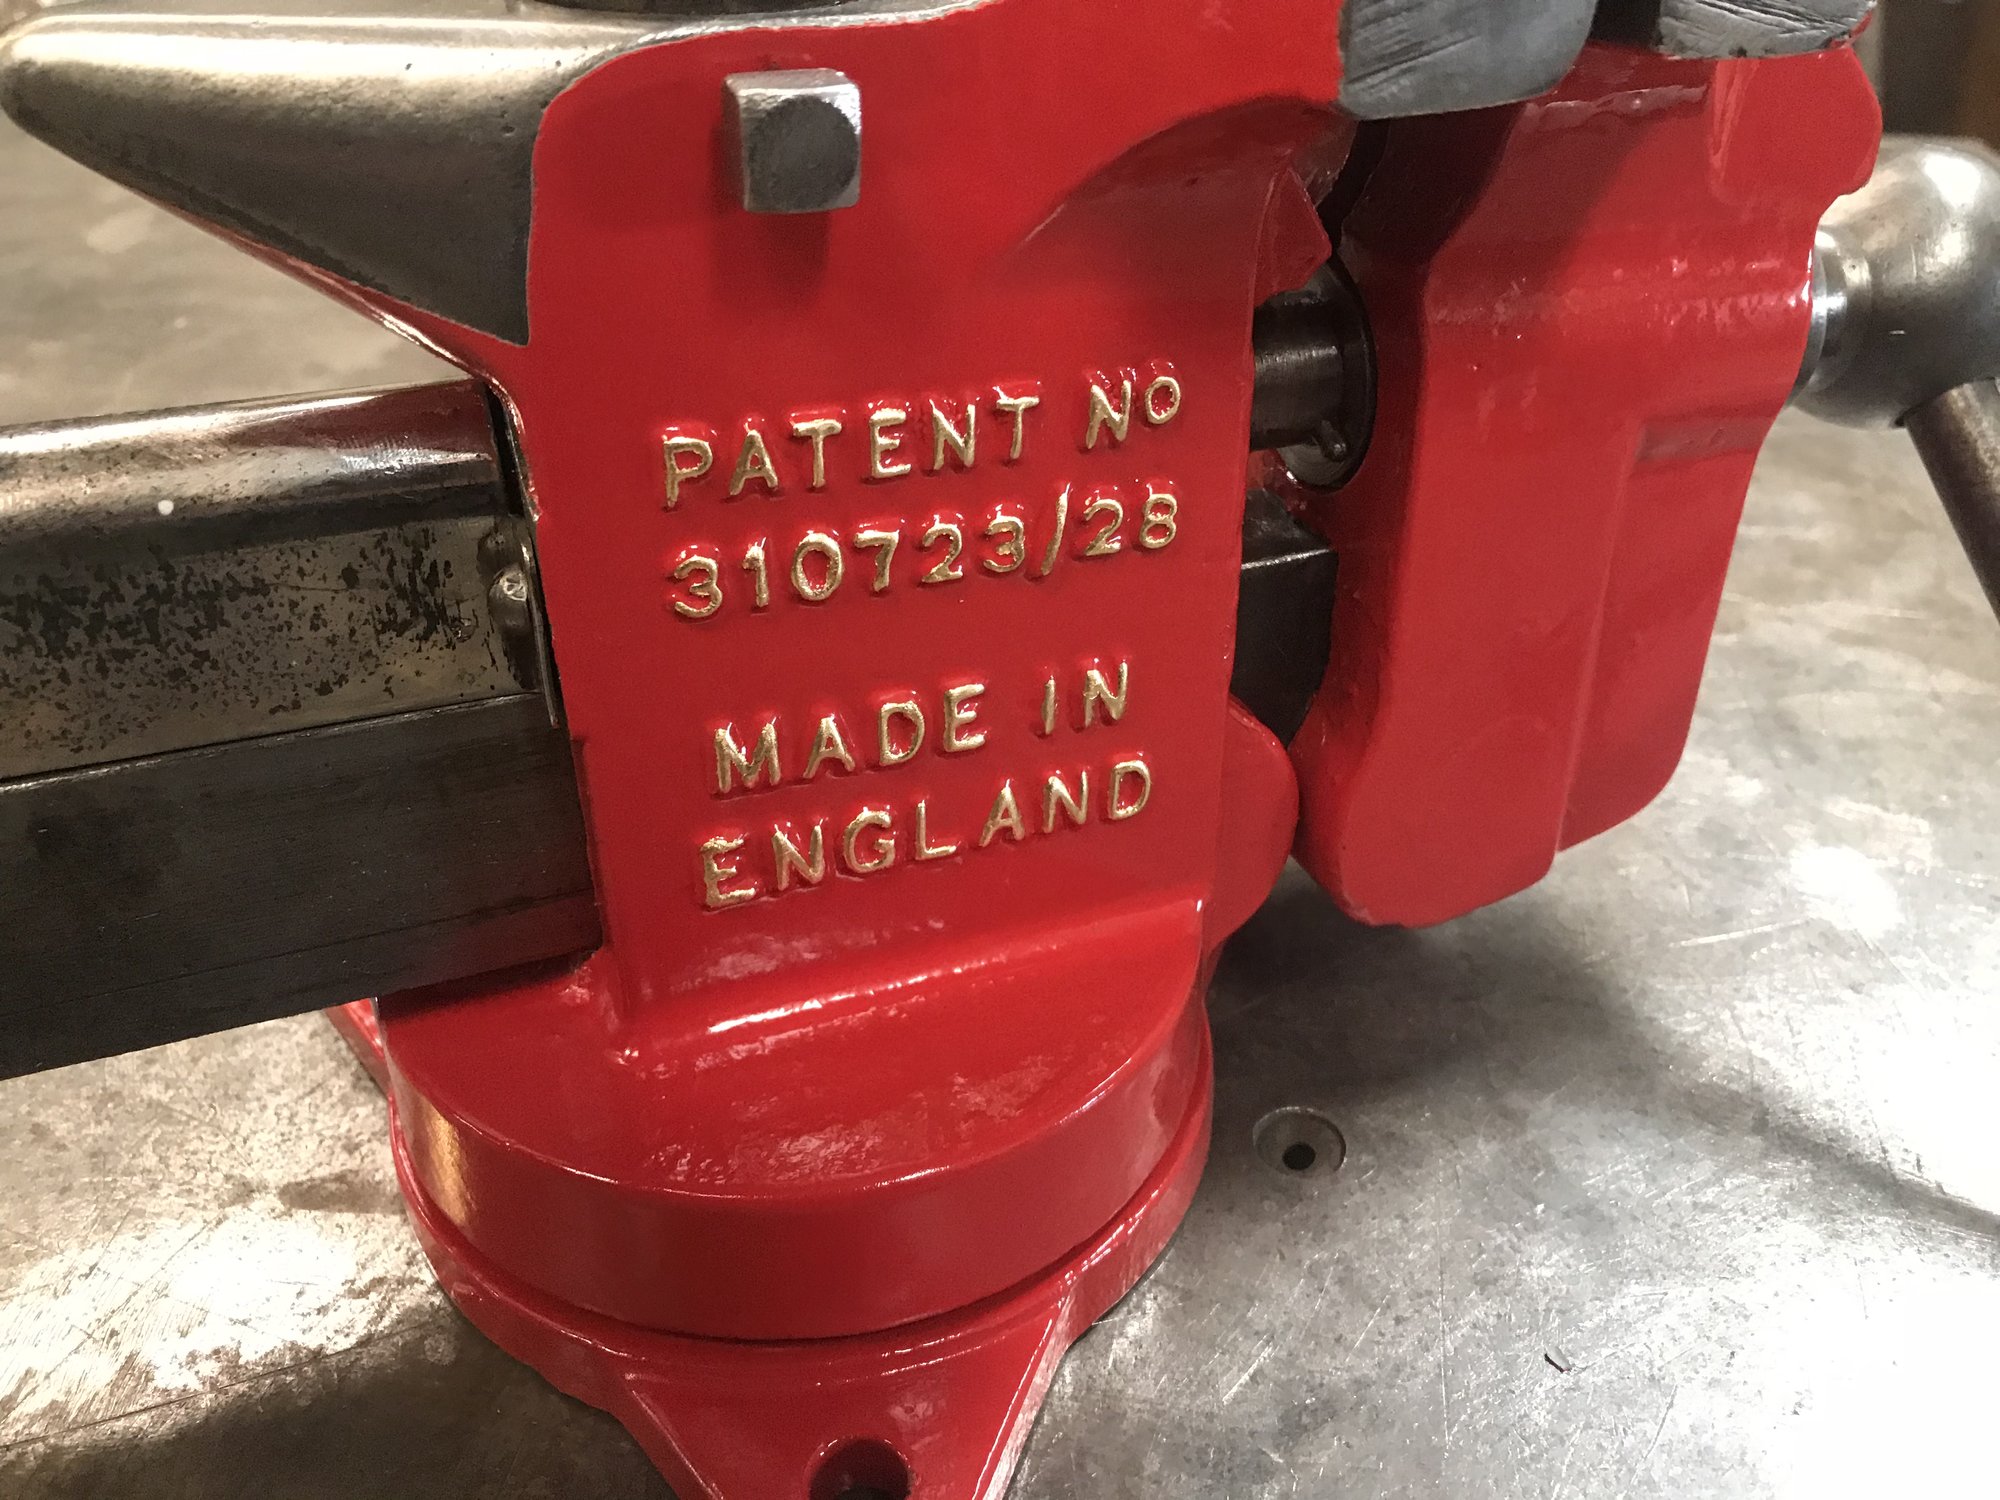 PATENT No
310723/28
MADE IN
ENGLAND